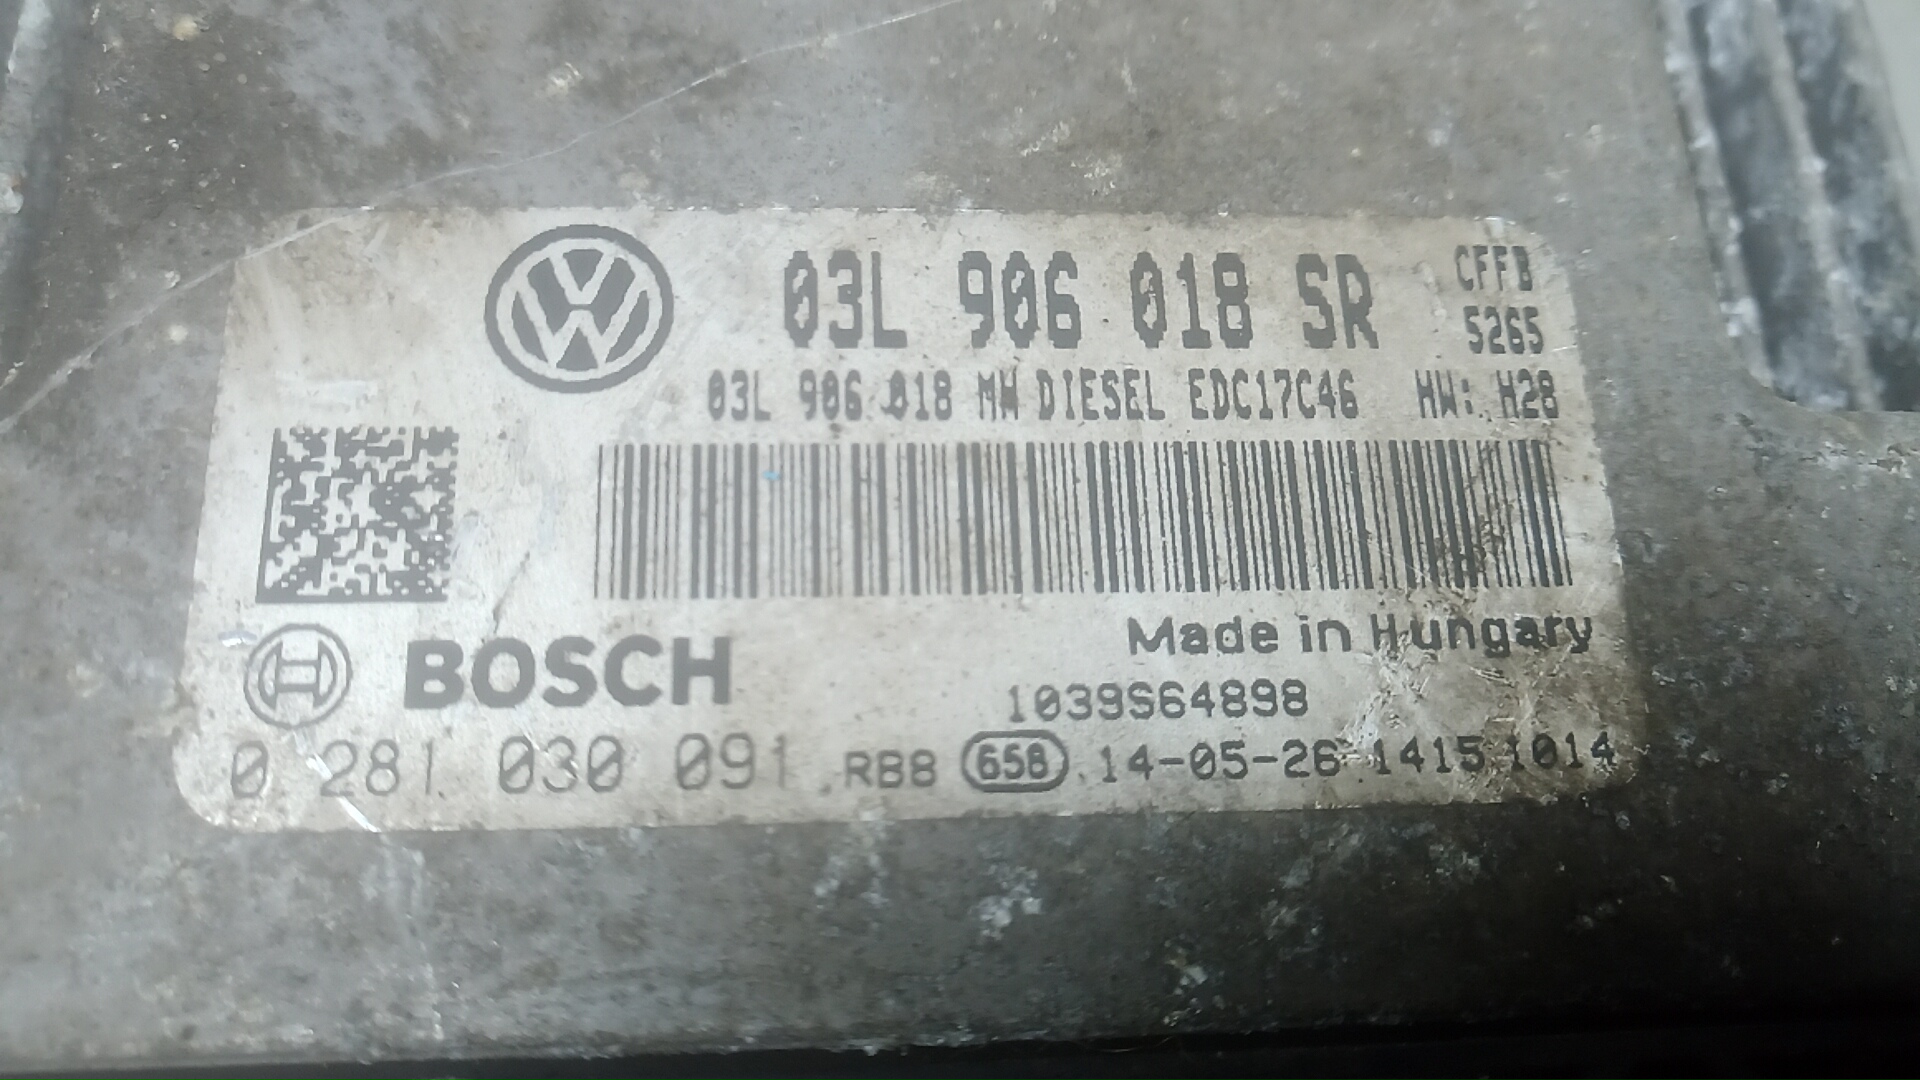 03L 906 018 SR
CFFB
5265
03L 906 018 MH DIESEL EDC17C46 HW: H28
BOSCH
Made in Hungary
1039S64898
0 281 030 091 RB8 658 14-05-26 1415 1014